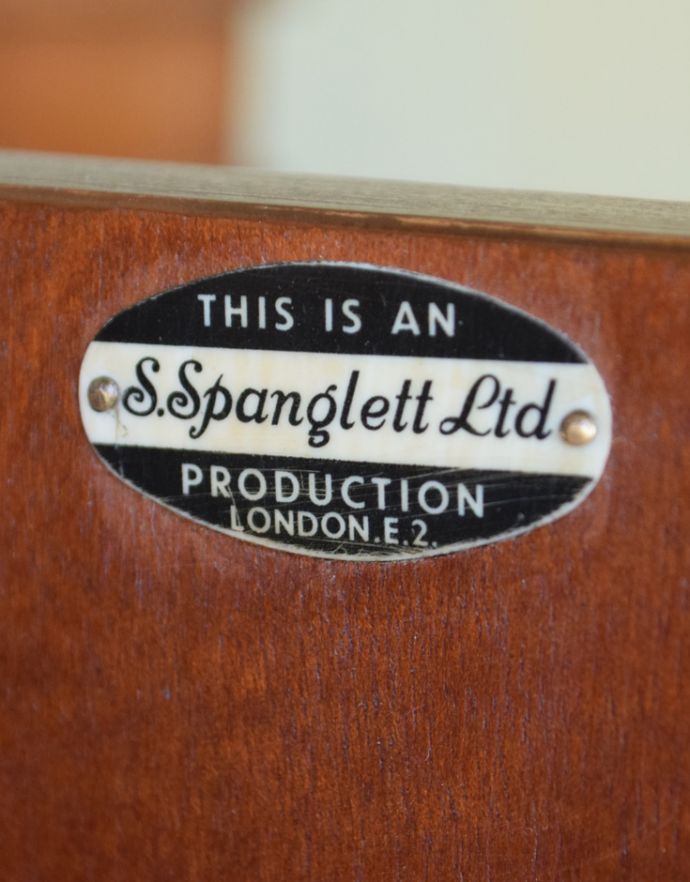 THIS IS AN
S.Spanglett Ltd
PRODUCTION
LONDON.E.2.